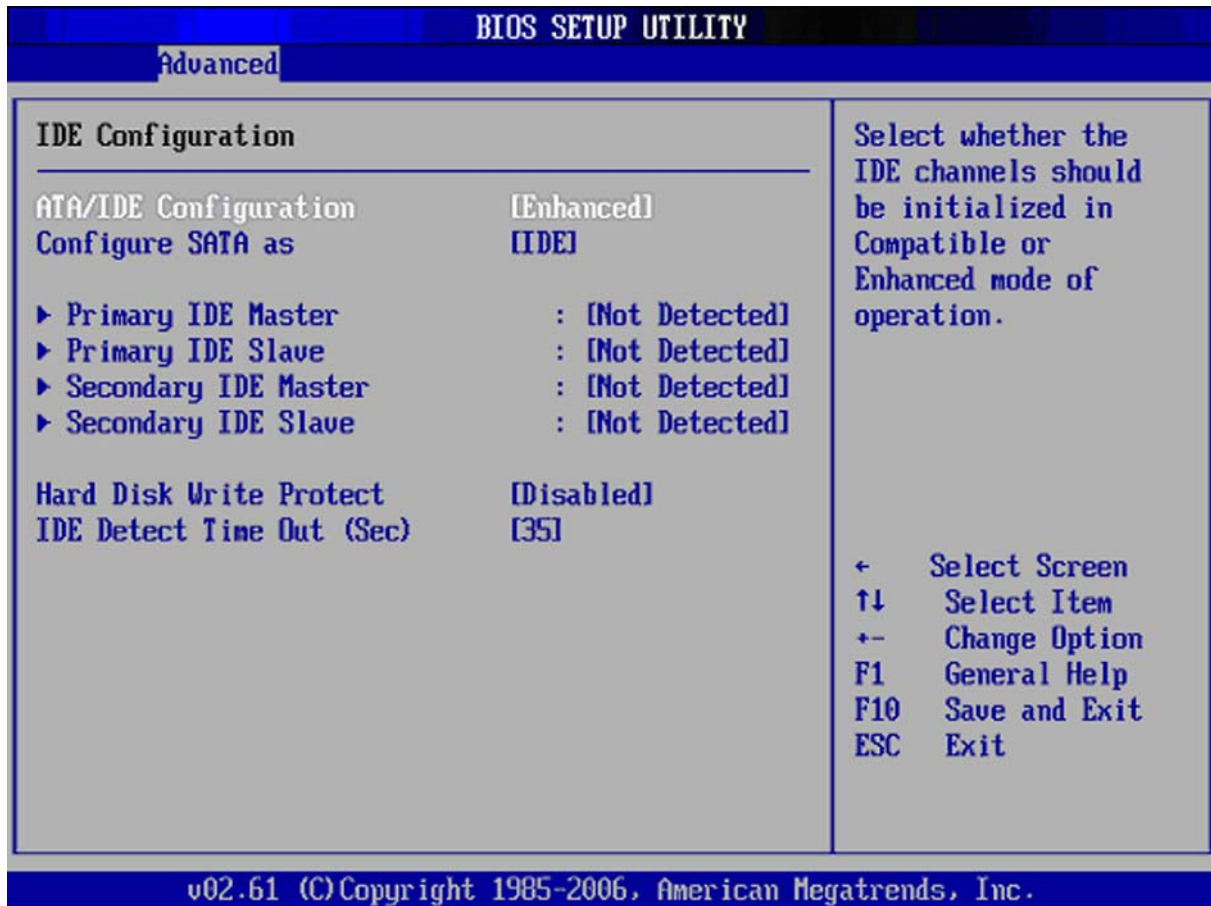 BIOS SETUP UTILITY
Advanced
IDE Configuration
ATA/IDE Configuration [Enhanced]
Configure SATA as [IDE]
▶ Primary IDE Master : [Not Detected]
▶ Primary IDE Slave : [Not Detected]
▶ Secondary IDE Master : [Not Detected]
▶ Secondary IDE Slave : [Not Detected]
Hard Disk Write Protect [Disabled]
IDE Detect Time Out (Sec) [35]
Select whether the
IDE channels should
be initialized in
Compatible or
Enhanced mode of
operation.
← Select Screen
↑↓ Select Item
+- Change Option
F1 General Help
F10 Save and Exit
ESC Exit
v02.61 (C)Copyright 1985-2006, American Megatrends, Inc.